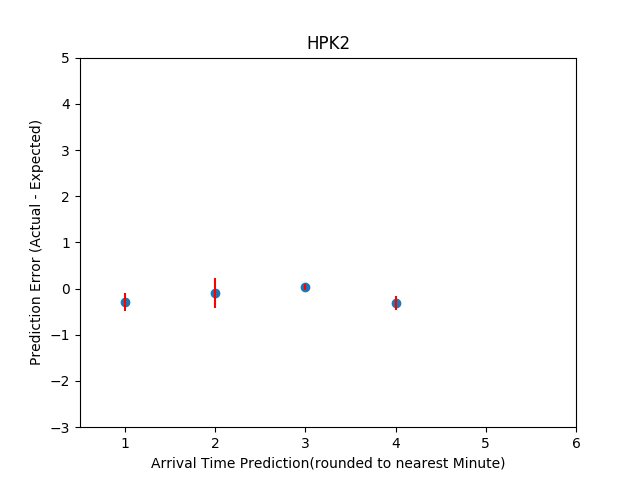 HPK2
5
4
3
2
1
0
−1
−2
−3
Prediction Error (Actual - Expected)
1 2 3 4 5 6
Arrival Time Prediction(rounded to nearest Minute)